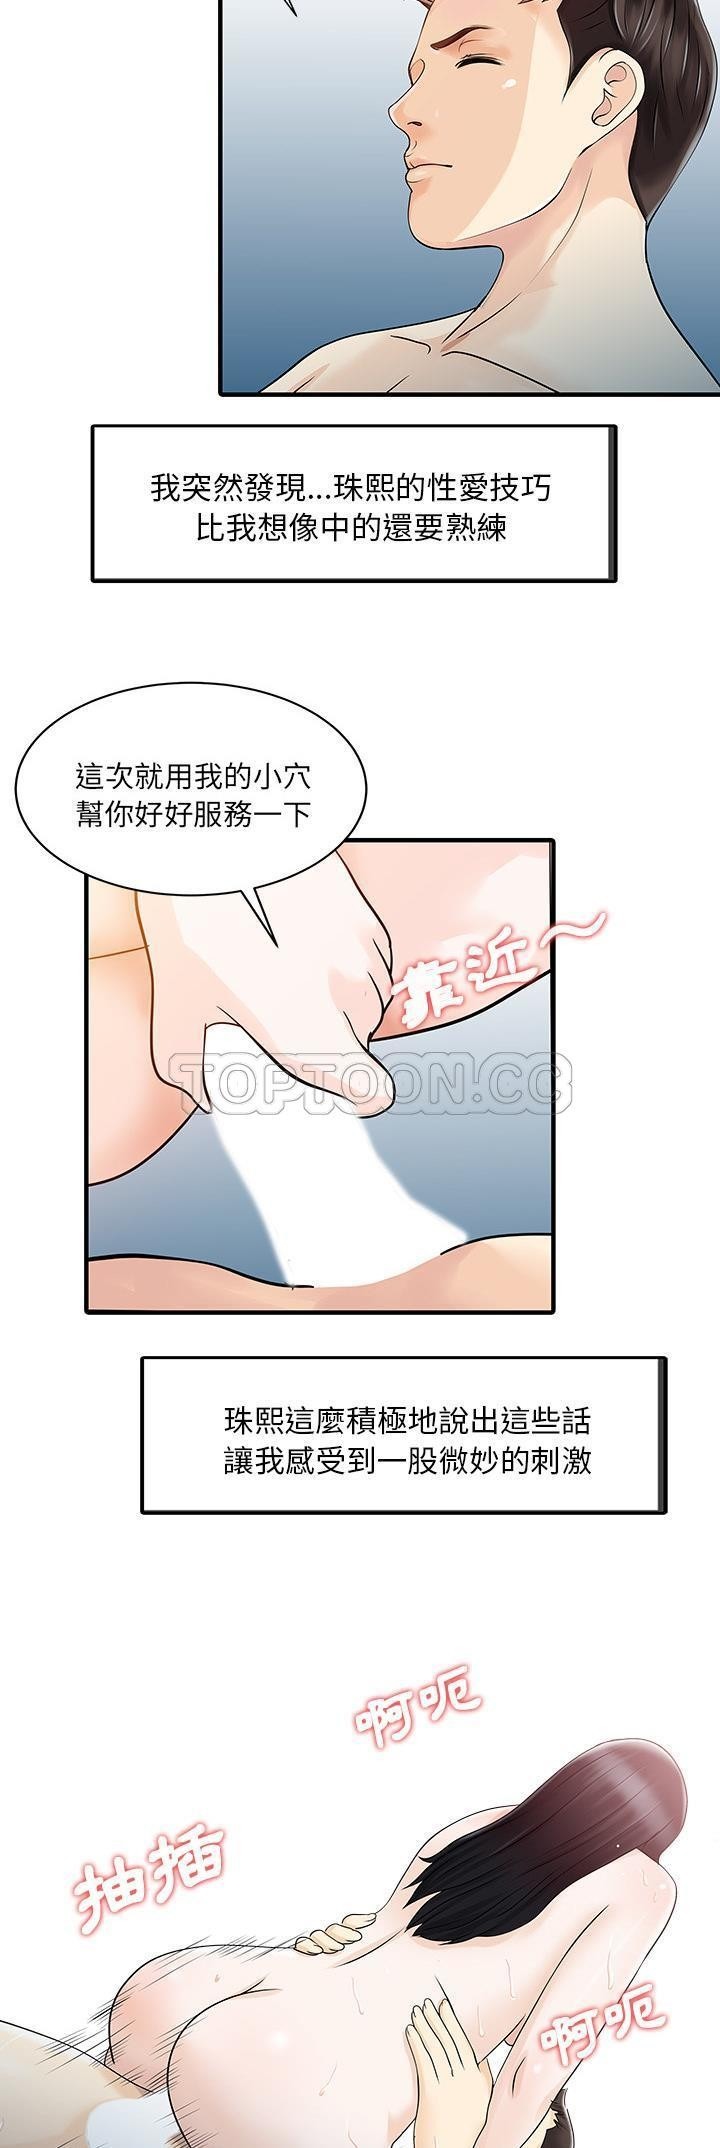 我突然發現...珠熙的性愛技巧
比我想像中的還要熟練
這次就用我的小穴
幫你好好服務一下
靠近~
TOPTOON.CC
珠熙這麼積極地說出這些話
讓我感受到一股微妙的刺激
啊呃
抽插
啊呃